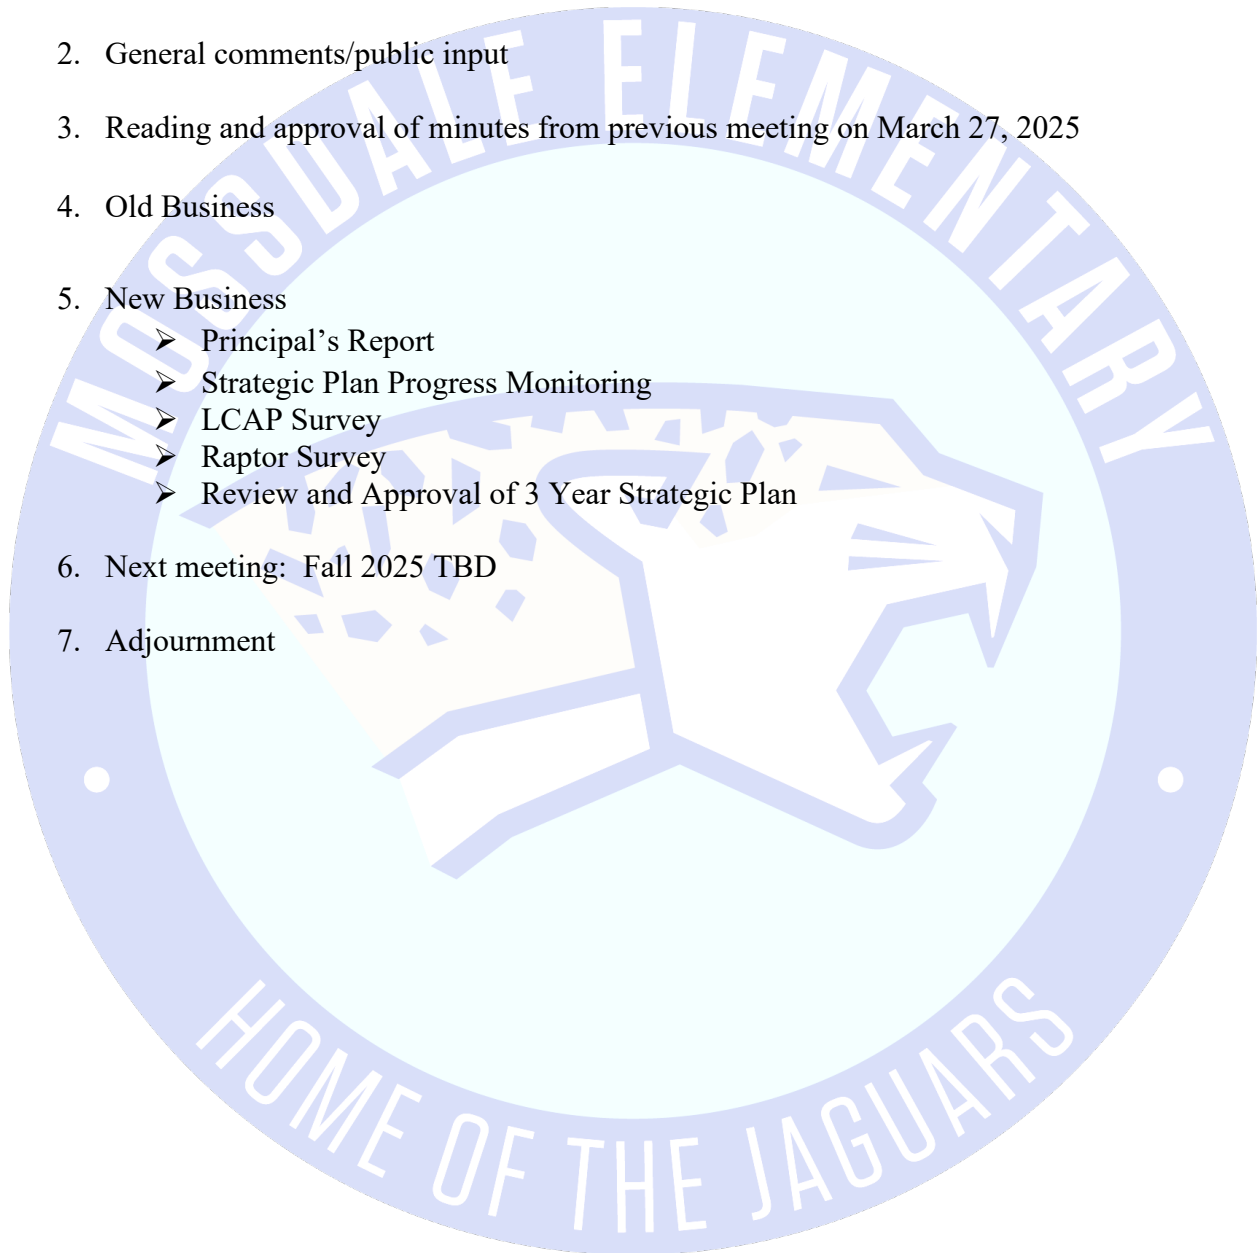 MOSSDALE ELEMENTARY
2. General comments/public input
3. Reading and approval of minutes from previous meeting on March 27, 2025
4. Old Business
5. New Business
➢ Principal’s Report
➢ Strategic Plan Progress Monitoring
➢ LCAP Survey
➢ Raptor Survey
➢ Review and Approval of 3 Year Strategic Plan
6. Next meeting:  Fall 2025 TBD
7. Adjournment
HOME OF THE JAGUARS